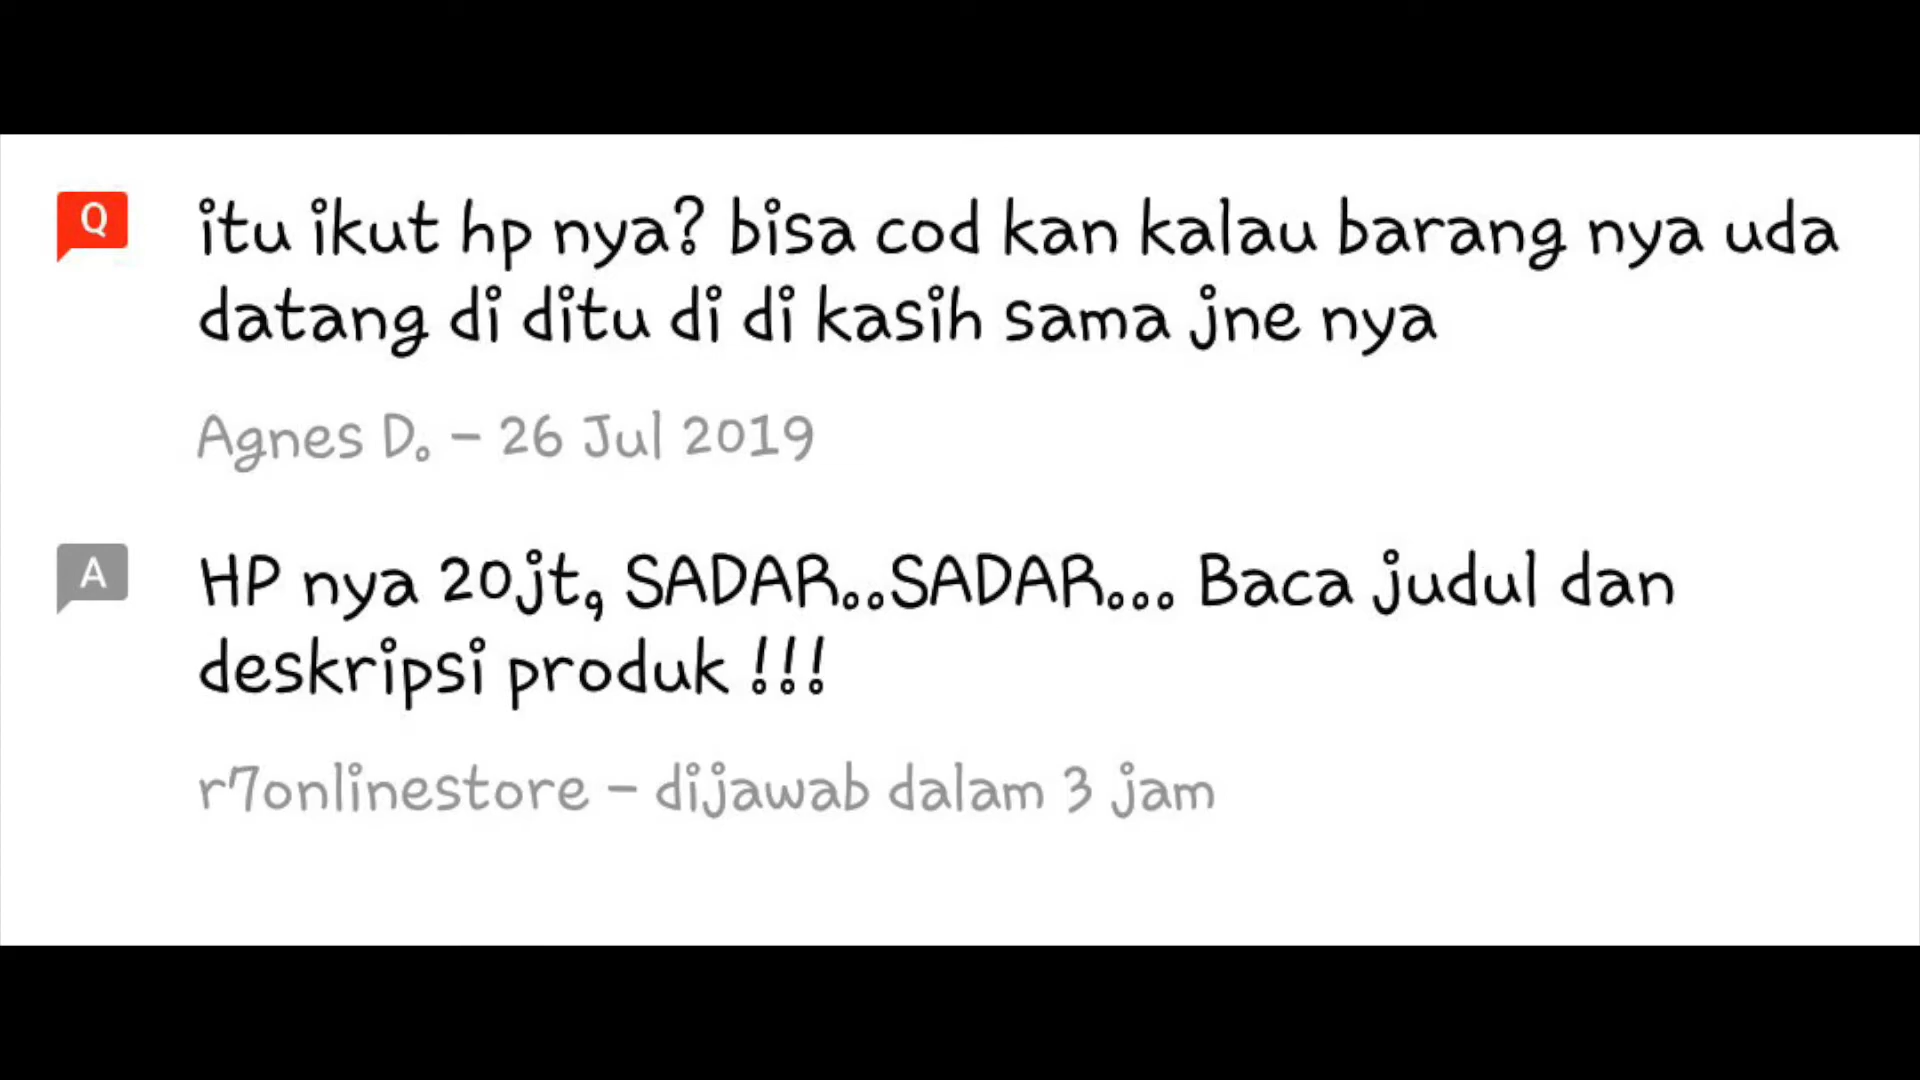 Q
itu ikut hp nya? bisa cod kan kalau barang nya uda
datang di ditu di di kasih sama jne nya
Agnes D. - 26 Jul 2019
A
HP nya 20jt, SADAR..SADAR... Baca judul dan
deskripsi produk !!!
r7onlinestore - dijawab dalam 3 jam